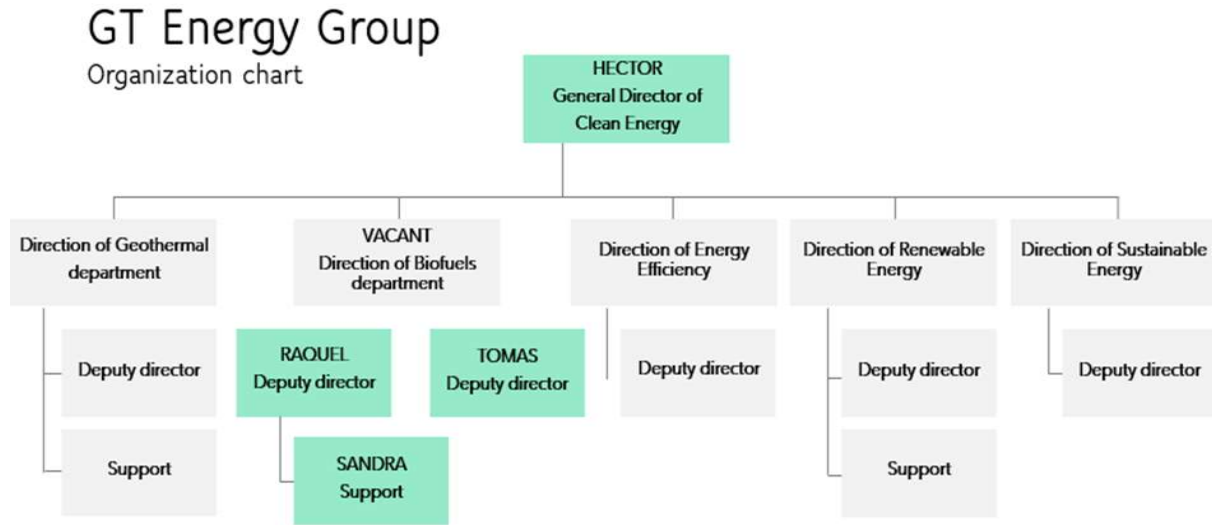 GT Energy Group
Organization chart
HECTOR
General Director of
Clean Energy
Direction of Geothermal
department
VACANT
Direction of Biofuels
department
Direction of Energy
Efficiency
Direction of Renewable
Energy
Direction of Sustainable
Energy
Deputy director
RAQUEL
Deputy director
TOMAS
Deputy director
Deputy director
Deputy director
Deputy director
Support
SANDRA
Support
Support